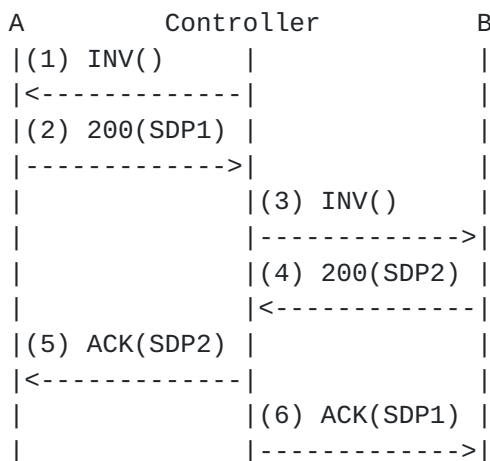 A          Controller          B
|(1) INV()     |               |
|<-------------|               |
|(2) 200(SDP1) |               |
|------------->|               |
|              |(3) INV()      |
|              |-------------->|
|              |(4) 200(SDP2)  |
|              |<--------------|
|(5) ACK(SDP2) |               |
|<-------------|               |
|              |(6) ACK(SDP1)  |
|              |-------------->|